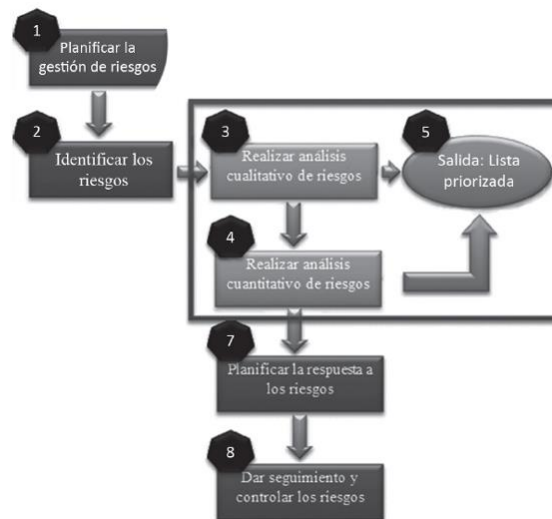 1
Planificar la
gestión de riesgos
2
Identificar los
riesgos
3
Realizar análisis
cualitativo de riesgos
5
Salida: Lista
priorizada
4
Realizar análisis
cuantitativo de riesgos
7
Planificar la respuesta a
los riesgos
8
Dar seguimiento y
controlar los riesgos